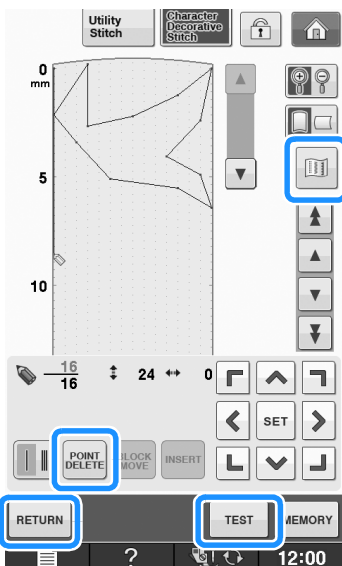 Utility
Stitch
Character
Decorative
Stitch
0
mm
5
10
16
16
24
0
SET
POINT
DELETE
BLOCK
MOVE
INSERT
RETURN
TEST
MEMORY
?
12:00